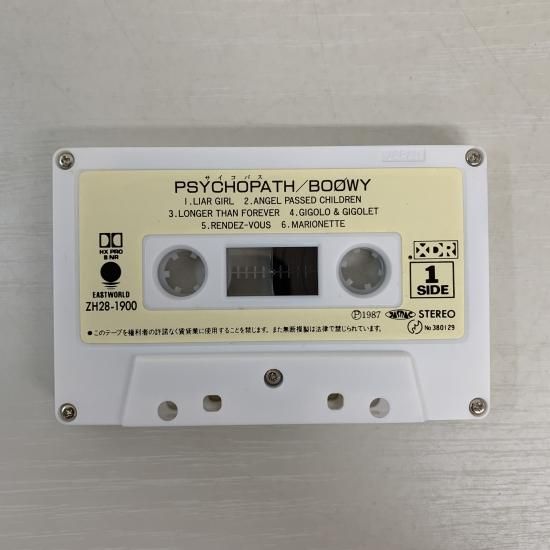 JAPAN
サイコパス
PSYCHOPATH/BOØWY
1.LIAR GIRL 2.ANGEL PASSED CHILDREN
3.LONGER THAN FOREVER 4.GIGOLO & GIGOLET
5.RENDEZ-VOUS 6.MARIONETTE
HX PRO
B NR
EASTWORLD
ZH28-1900
XDR
1
SIDE
Ⓟ1987
STEREO
No380129
●このテープを権利者の許諾なく賃貸業に使用することを禁じます。また無断複製は法律で禁じられています。